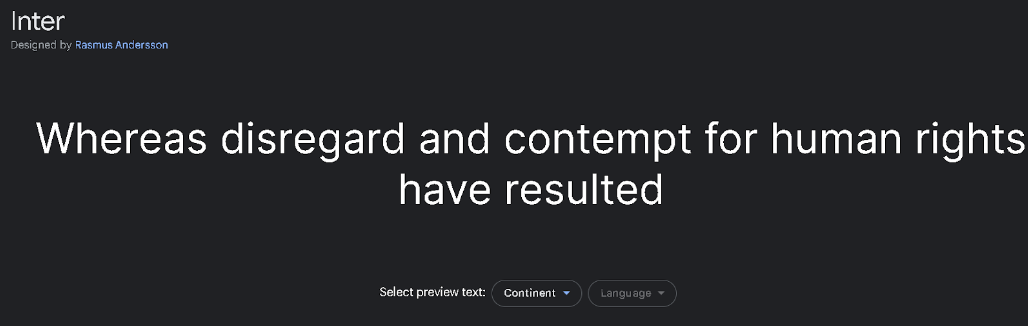 Inter
Designed by Rasmus Andersson
Whereas disregard and contempt for human rights
have resulted
Select preview text: Continent Language